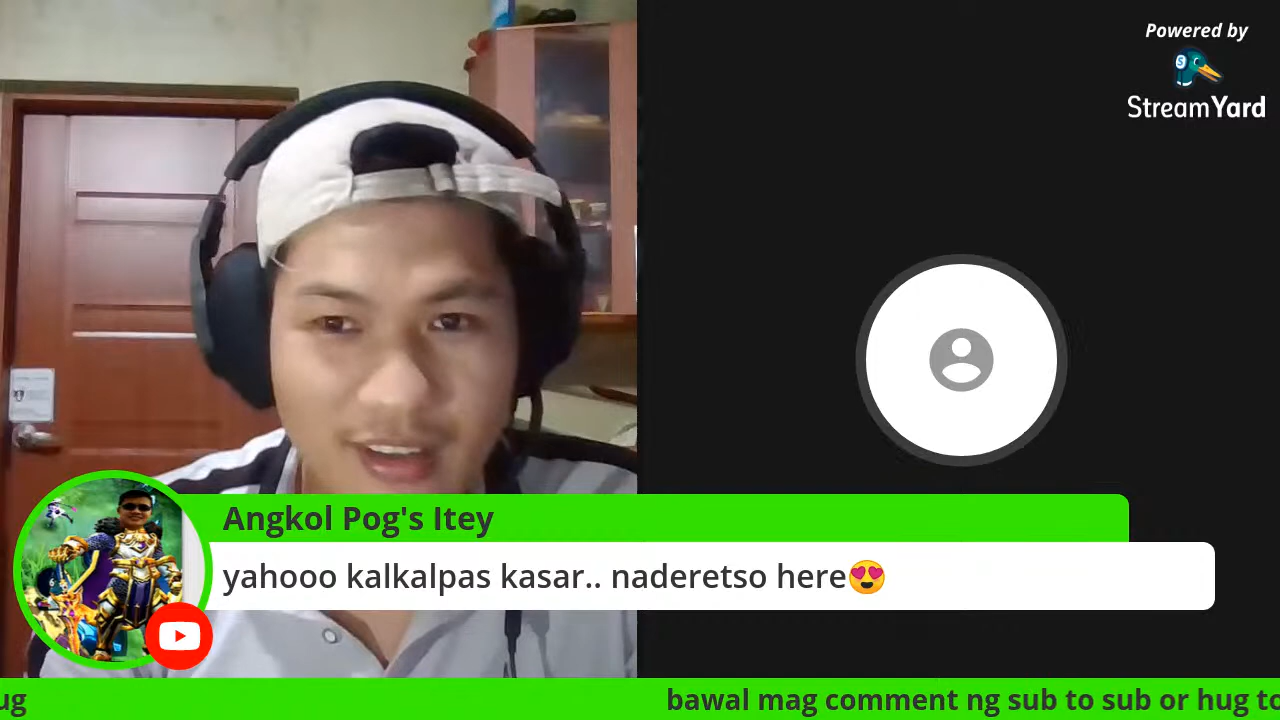 Powered by
StreamYard
Angkol Pog's Itey
yahooo kalkalpas kasar.. naderetso here😍
ug
bawal mag comment ng sub to sub or hug to